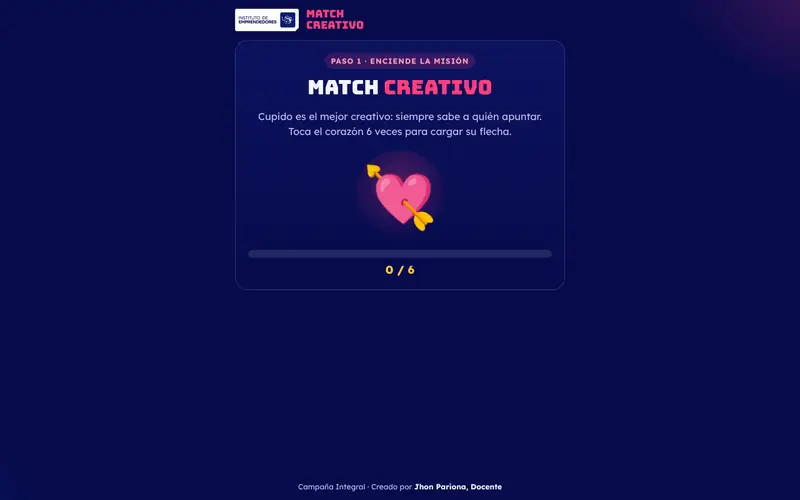 INSTITUTO DE
EMPRENDEDORES
MATCH
CREATIVO
PASO 1 · ENCIENDE LA MISIÓN
MATCH CREATIVO
Cupido es el mejor creativo: siempre sabe a quién apuntar.
Toca el corazón 6 veces para cargar su flecha.
0 / 6
Campaña Integral · Creado por Jhon Pariona, Docente